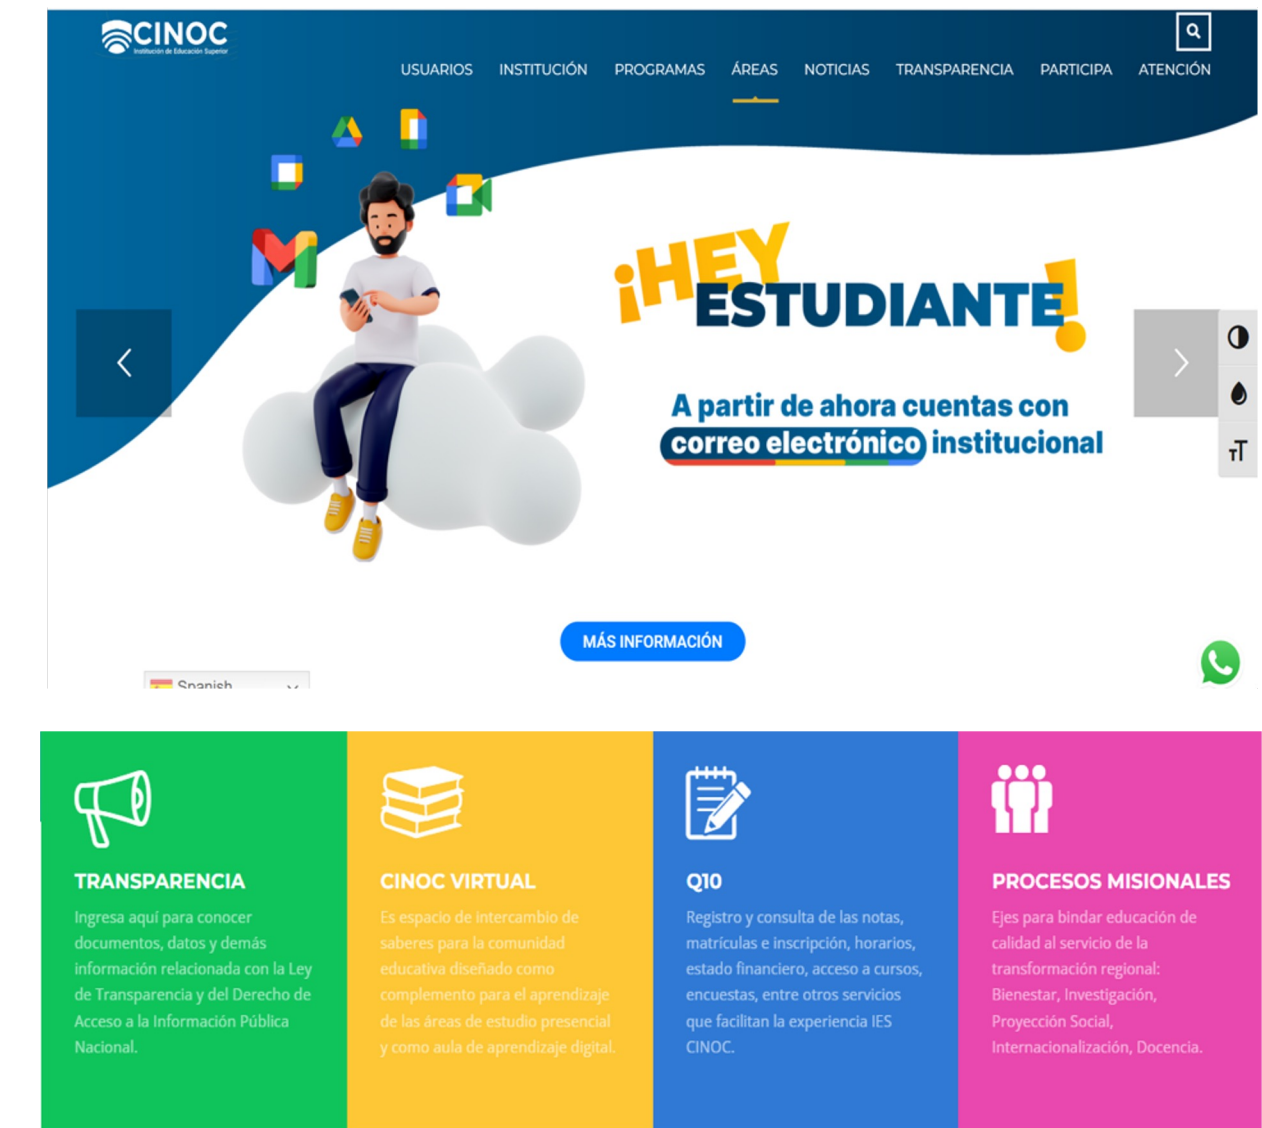 CINOC
Institución de Educación Superior
USUARIOS INSTITUCIÓN PROGRAMAS ÁREAS NOTICIAS TRANSPARENCIA PARTICIPA ATENCIÓN
¡HEY
ESTUDIANTE!
A partir de ahora cuentas con
correo electrónico institucional
TT
MÁS INFORMACIÓN
Spanish
TRANSPARENCIA
Ingresa aquí para conocer
documentos, datos y demás
información relacionada con la Ley
de Transparencia y del Derecho de
Acceso a la Información Pública
Nacional.
CINOC VIRTUAL
Es espacio de intercambio de
saberes para la comunidad
educativa diseñado como
complemento para el aprendizaje
de las áreas de estudio presencial
y como aula de aprendizaje digital.
Q10
Registro y consulta de las notas,
matrículas e inscripción, horarios,
estado financiero, acceso a cursos,
encuestas, entre otros servicios
que facilitan la experiencia IES
CINOC.
PROCESOS MISIONALES
Ejes para bindar educación de
calidad al servicio de la
transformación regional:
Bienestar, Investigación,
Proyección Social,
Internacionalización, Docencia.